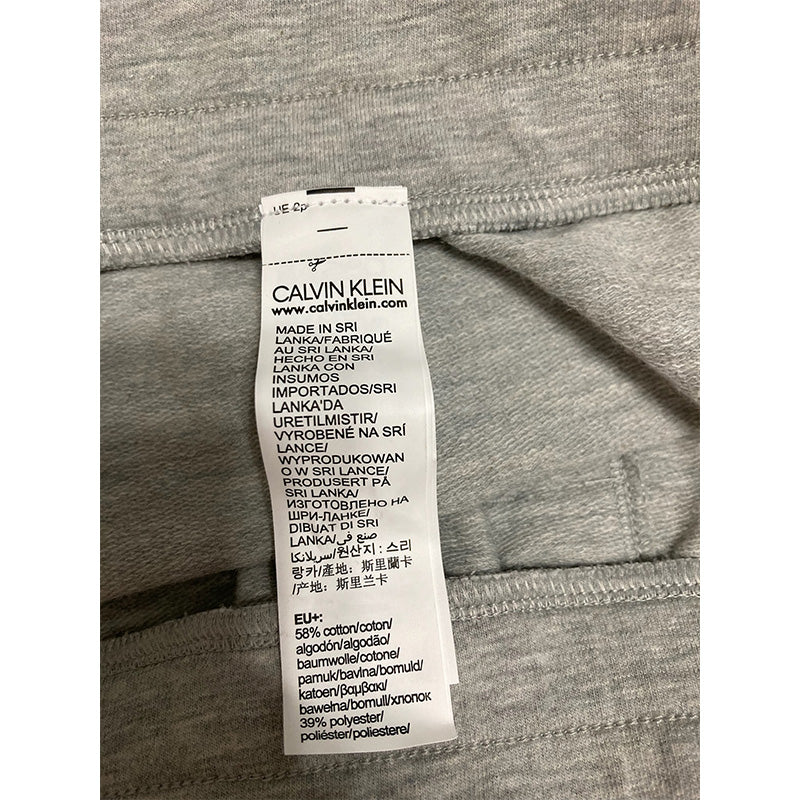 CALVIN KLEIN
www.calvinklein.com
MADE IN SRI
LANKA/FABRIQUÉ
AU SRI LANKA/
HECHO EN SRI
LANKA CON
INSUMOS
IMPORTADOS/SRI
LANKA'DA
URETILMISTIR/
VYROBENÉ NA SRÍ
LANCE/
WYPRODUKOWAN
O W SRI LANCE/
PRODUSERT PÅ
SRI LANKA/
ИЗГОТОВЛЕНО НА
ШРИ-ЛАНКЕ/
DIBUAT DI SRI
LANKA/صنع في
سريلانكا/원산지 : 스리
랑카/產地：斯里蘭卡
/产地：斯里兰卡
EU+:
58% cotton/coton/
algodón/algodão/
baumwolle/cotone/
pamuk/bavlna/bomuld/
katoen/βαμβακι/
bawełna/bomull/хлопок
39% polyester/
poliéster/poliestere/